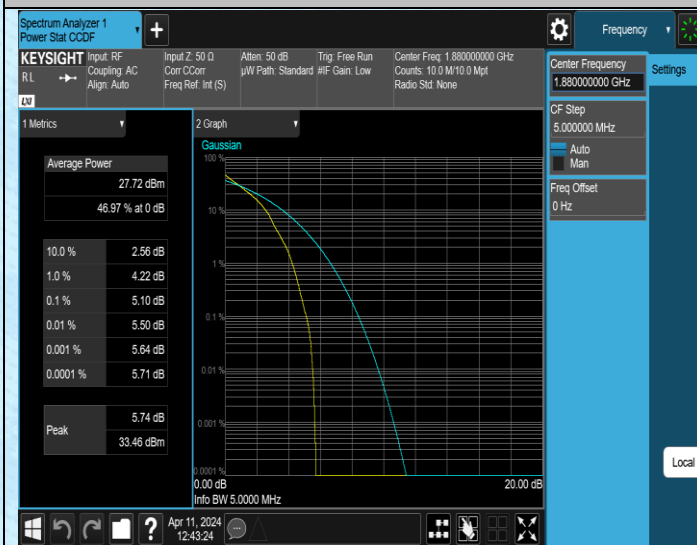 Spectrum Analyzer 1
Power Stat CCDF
Frequency
KEYSIGHT
R L
LXI
Input: RF
Coupling: AC
Align: Auto
Input Z: 50 Ω
Corr CCorr
Freq Ref: Int (S)
Atten: 50 dB
µW Path: Standard
Trig: Free Run
#IF Gain: Low
Center Freq: 1.880000000 GHz
Counts: 10.0 M/10.0 Mpt
Radio Std: None
Center Frequency
1.880000000 GHz
Settings
CF Step
5.000000 MHz
Auto
Man
Freq Offset
0 Hz
1 Metrics
Average Power
27.72 dBm
46.97 % at 0 dB
10.0 % 2.56 dB
1.0 % 4.22 dB
0.1 % 5.10 dB
0.01 % 5.50 dB
0.001 % 5.64 dB
0.0001 % 5.71 dB
Peak 5.74 dB
33.46 dBm
2 Graph
Gaussian
100 %
10 %
1 %
0.1 %
0.01 %
0.001 %
0.0001 %
0.00 dB 20.00 dB
Info BW 5.0000 MHz
Local
? Apr 11, 2024
12:43:24